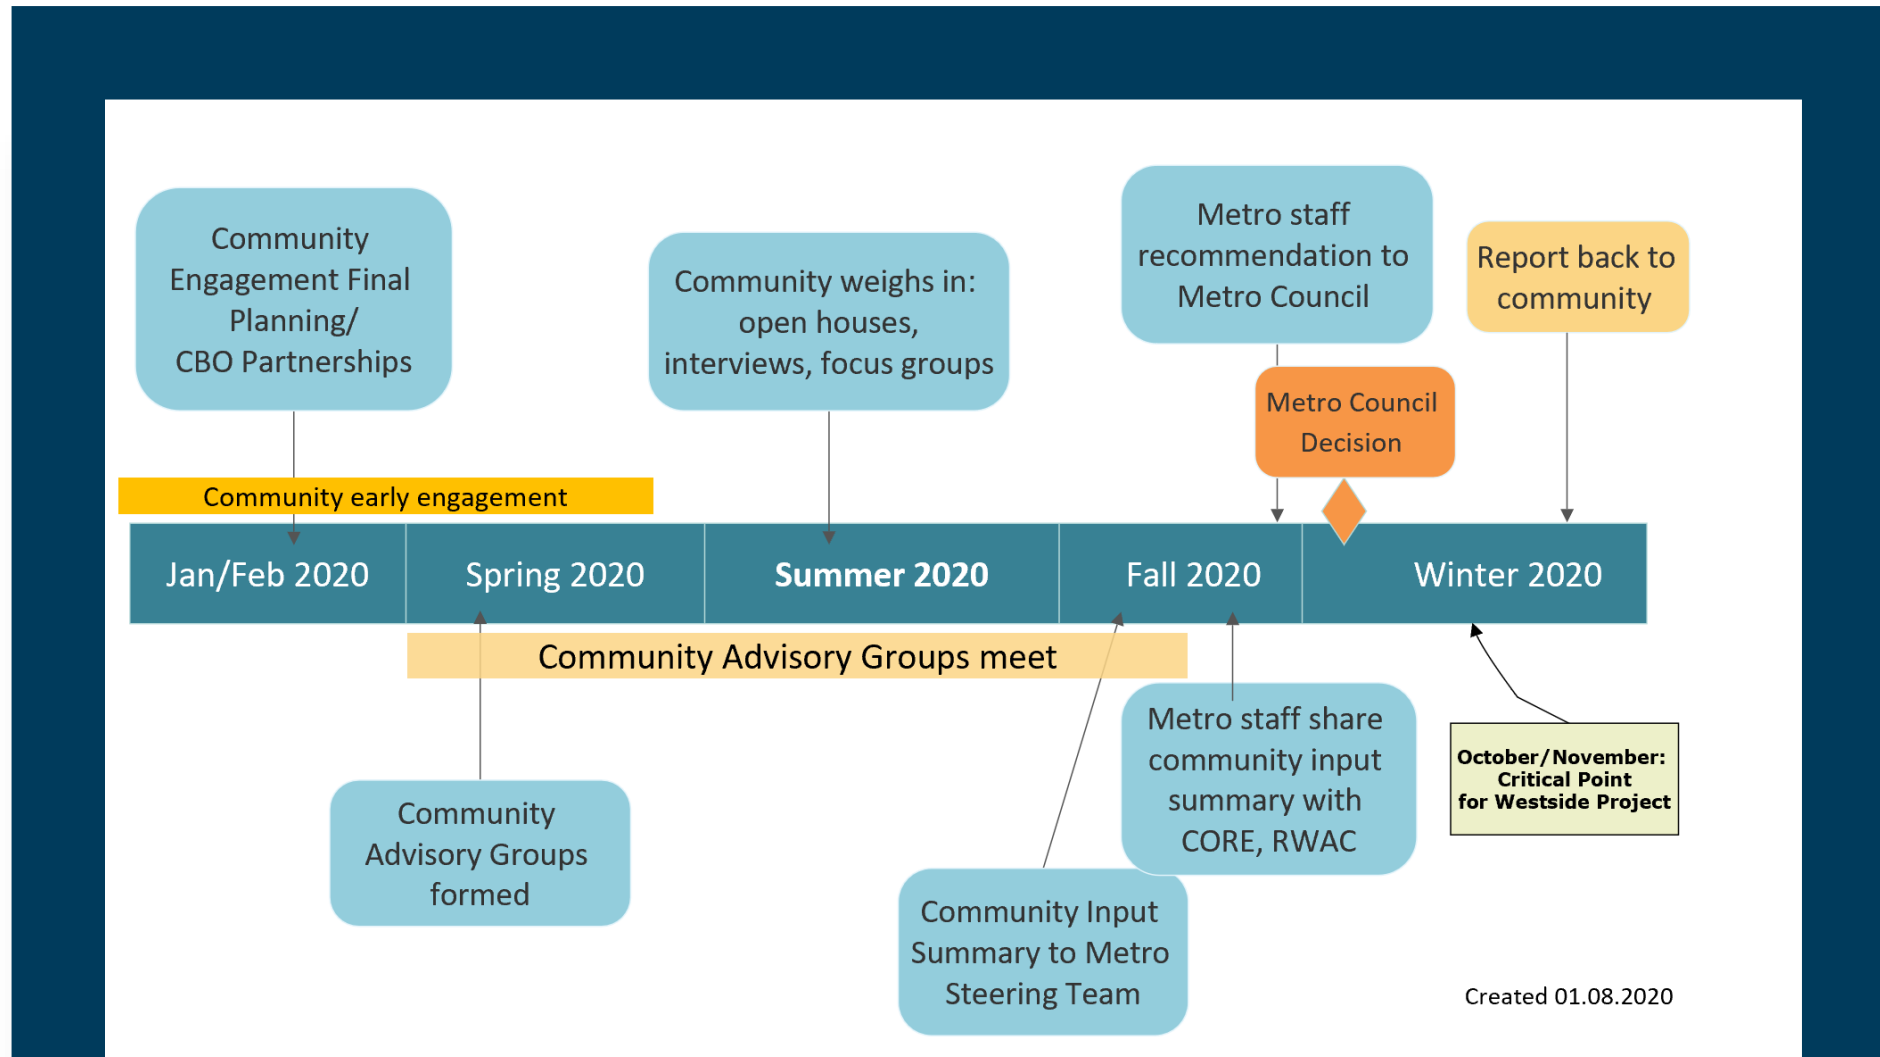 Community
Engagement Final
Planning/
CBO Partnerships
Community weighs in:
open houses,
interviews, focus groups
Metro staff
recommendation to
Metro Council
Report back to
community
Metro Council
Decision
Community early engagement
Jan/Feb 2020
Spring 2020
Summer 2020
Fall 2020
Winter 2020
Community Advisory Groups meet
Community
Advisory Groups
formed
Community Input
Summary to Metro
Steering Team
Metro staff share
community input
summary with
CORE, RWAC
October/November:
Critical Point
for Westside Project
Created 01.08.2020